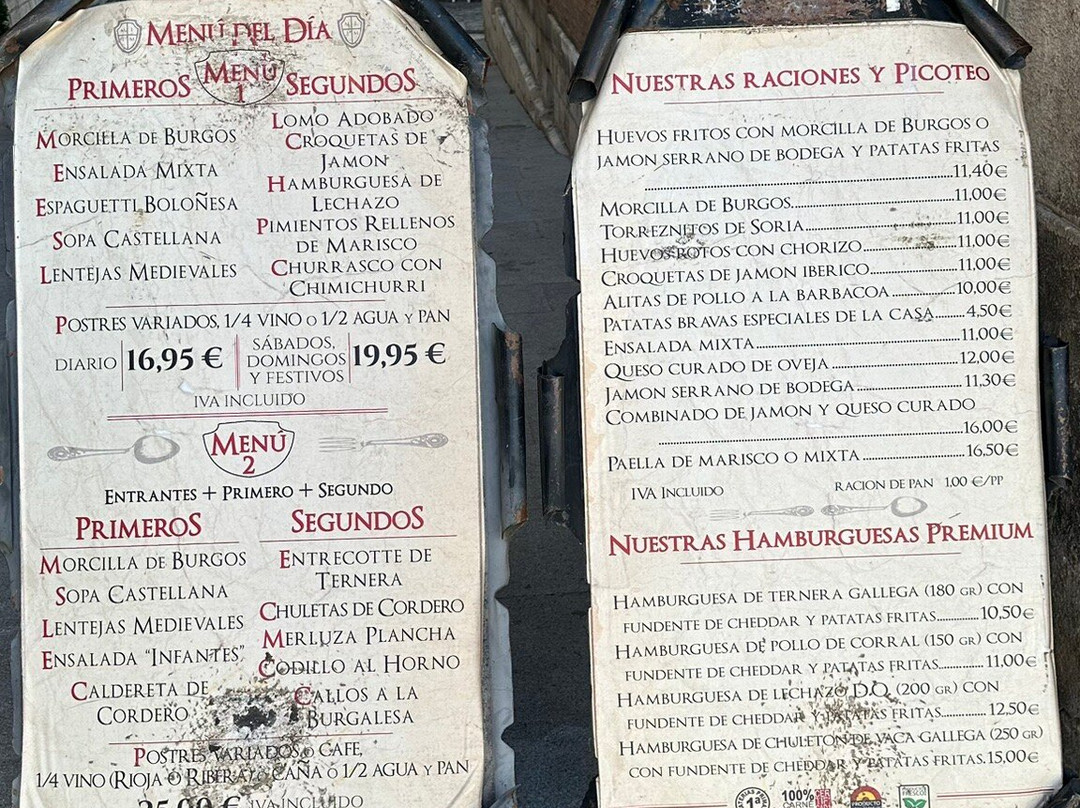 MENÚ DEL DÍA
MENÚ 1
PRIMEROS
MORCILLA DE BURGOS
ENSALADA MIXTA
ESPAGUETTI BOLOÑESA
SOPA CASTELLANA
LENTEJAS MEDIEVALES
SEGUNDOS
LOMO ADOBADO
CROQUETAS DE
JAMON
HAMBURGUESA DE
LECHAZO
PIMIENTOS RELLENOS
DE MARISCO
CHURRASCO CON
CHIMICHURRI
POSTRES VARIADOS, 1/4 VINO O 1/2 AGUA Y PAN
DIARIO 16,95 €
SÁBADOS,
DOMINGOS
Y FESTIVOS
19,95 €
IVA INCLUIDO
MENÚ
2
ENTRANTES + PRIMERO + SEGUNDO
PRIMEROS
MORCILLA DE BURGOS
SOPA CASTELLANA
LENTEJAS MEDIEVALES
ENSALADA “INFANTES”
CALDERETA DE
CORDERO
SEGUNDOS
ENTRECOTTE DE
TERNERA
CHULETAS DE CORDERO
MERLUZA PLANCHA
CODILLO AL HORNO
CALLOS A LA
BURGALESA
POSTRES VARIADOS O CAFE,
1/4 VINO (RIOJA O RIBERA) O CAÑA O 1/2 AGUA Y PAN
25,00 € IVA INCLUIDO
NUESTRAS RACIONES Y PICOTEO
HUEVOS FRITOS CON MORCILLA DE BURGOS O
JAMON SERRANO DE BODEGA Y PATATAS FRITAS
11,40€
MORCILLA DE BURGOS 11,00€
TORREZNITOS DE SORIA 11,00€
HUEVOS ROTOS CON CHORIZO 11,00€
CROQUETAS DE JAMON IBERICO 11,00€
ALITAS DE POLLO A LA BARBACOA 10,00€
PATATAS BRAVAS ESPECIALES DE LA CASA 4,50€
ENSALADA MIXTA 11,00€
QUESO CURADO DE OVEJA 12,00€
JAMON SERRANO DE BODEGA 11,30€
COMBINADO DE JAMON Y QUESO CURADO
16,00€
PAELLA DE MARISCO O MIXTA 16,50€
IVA INCLUIDO RACION DE PAN 1,00 €/PP
NUESTRAS HAMBURGUESAS PREMIUM
HAMBURGUESA DE TERNERA GALLEGA (180 GR) CON
FUNDENTE DE CHEDDAR Y PATATAS FRITAS 10,50€
HAMBURGUESA DE POLLO DE CORRAL (150 GR) CON
FUNDENTE DE CHEDDAR Y PATATAS FRITAS 11,00€
HAMBURGUESA DE LECHAZO D.O. (200 GR) CON
FUNDENTE DE CHEDDAR Y PATATAS FRITAS 12,50€
HAMBURGUESA DE CHULETON DE VACA GALLEGA (250 GR)
CON FUNDENTE DE CHEDDAR Y PATATAS FRITAS. 15,00€
1ª
100%
CARNE
PRODUCTO